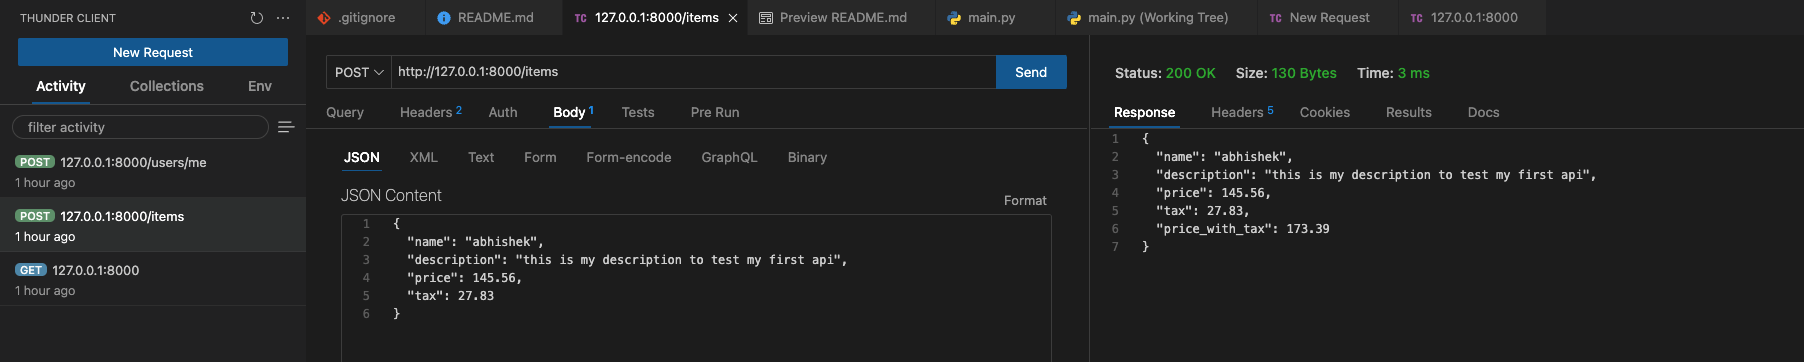 THUNDER CLIENT
New Request
Activity Collections Env
filter activity
POST 127.0.0.1:8000/users/me
1 hour ago
POST 127.0.0.1:8000/items
1 hour ago
GET 127.0.0.1:8000
1 hour ago
.gitignore README.md TC 127.0.0.1:8000/items Preview README.md main.py main.py (Working Tree) TC New Request TC 127.0.0.1:8000
POST http://127.0.0.1:8000/items Send
Query Headers 2 Auth Body 1 Tests Pre Run
JSON XML Text Form Form-encode GraphQL Binary
JSON Content
Format
1 {
2 "name": "abhishek",
3 "description": "this is my description to test my first api",
4 "price": 145.56,
5 "tax": 27.83
6 }
Status: 200 OK Size: 130 Bytes Time: 3 ms
Response Headers 5 Cookies Results Docs
1 {
2 "name": "abhishek",
3 "description": "this is my description to test my first api",
4 "price": 145.56,
5 "tax": 27.83,
6 "price_with_tax": 173.39
7 }